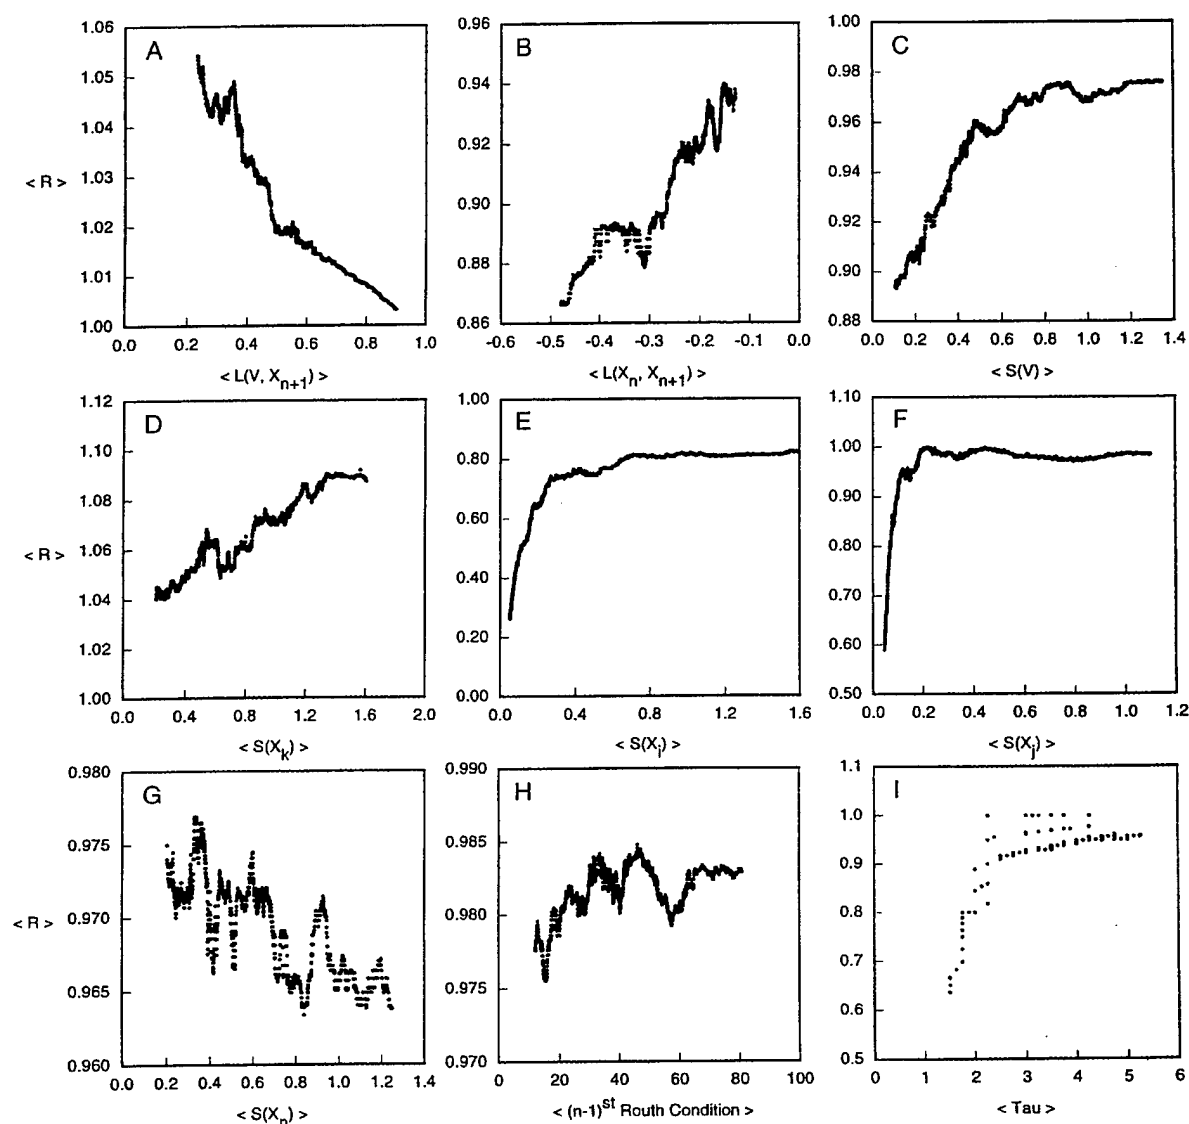 A
1.06
1.05
1.04
1.03
1.02
1.01
1.00
< R >
0.0 0.2 0.4 0.6 0.8 1.0
< L(V, Xn+1) >
B
0.96
0.94
0.92
0.90
0.88
0.86
-0.6 -0.5 -0.4 -0.3 -0.2 -0.1 0.0
< L(Xn, Xn+1) >
C
1.00
0.98
0.96
0.94
0.92
0.90
0.88
0.0 0.2 0.4 0.6 0.8 1.0 1.2 1.4
< S(V) >
D
1.12
1.10
1.08
1.06
1.04
1.02
1.00
< R >
0.0 0.4 0.8 1.2 1.6 2.0
< S(Xk) >
E
1.00
0.80
0.60
0.40
0.20
0.00
0.0 0.4 0.8 1.2 1.6
< S(Xi) >
F
1.10
1.00
0.90
0.80
0.70
0.60
0.50
0.0 0.2 0.4 0.6 0.8 1.0 1.2
< S(Xj) >
G
0.980
0.975
0.970
0.965
0.960
< R >
0.0 0.2 0.4 0.6 0.8 1.0 1.2 1.4
< S(Xn) >
H
0.990
0.985
0.980
0.975
0.970
0 20 40 60 80 100
< (n-1)st Routh Condition >
I
1.1
1.0
0.9
0.8
0.7
0.6
0.5
0 1 2 3 4 5 6
< Tau >